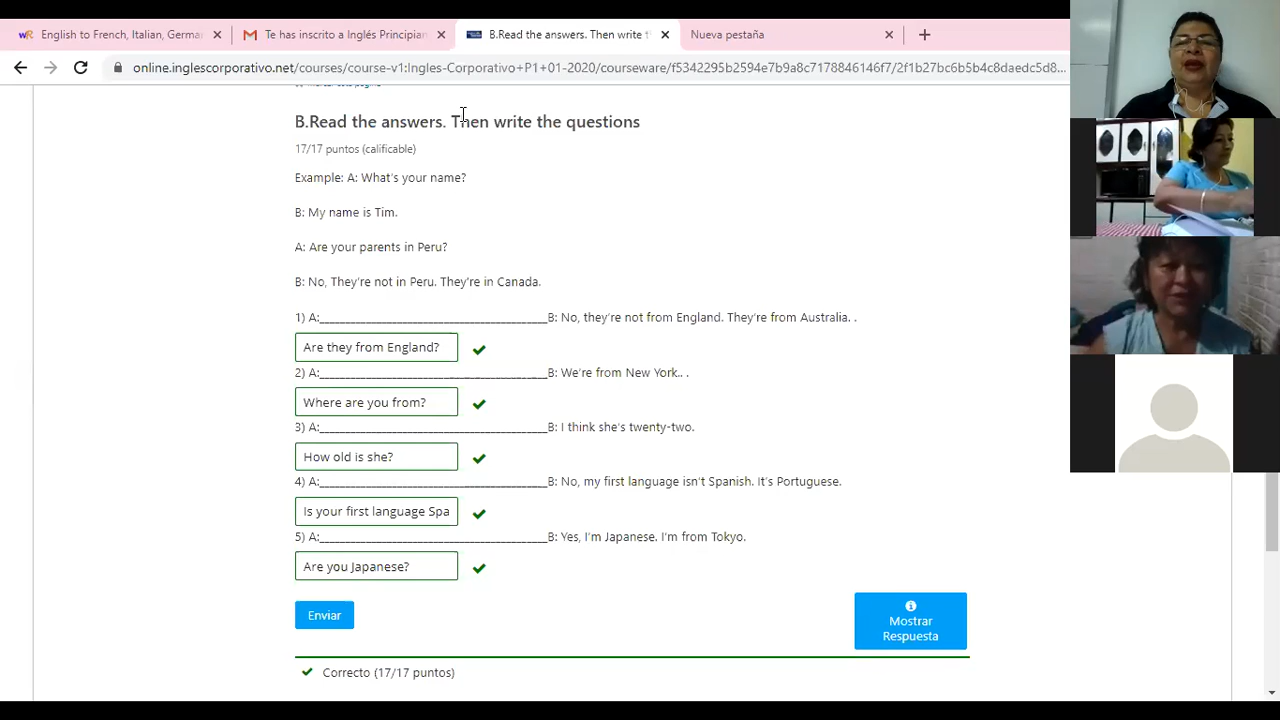 English to French, Italian, Germa
Te has inscrito a Inglés Principian
B.Read the answers. Then write t
Nueva pestaña
online.inglescorporativo.net/courses/course-v1:Ingles-Corporativo+P1+01-2020/courseware/f5342295b2594e7b9a8c7178846146f7/2f1b27bc6b5b4c8daedc5d8...
B.Read the answers. Then write the questions
17/17 puntos (calificable)
Example: A: What's your name?
B: My name is Tim.
A: Are your parents in Peru?
B: No, They're not in Peru. They're in Canada.
1) A:___________________________________B: No, they're not from England. They're from Australia. .
Are they from England?
2) A:___________________________________B: We're from New York.. .
Where are you from?
3) A:___________________________________B: I think she's twenty-two.
How old is she?
4) A:___________________________________B: No, my first language isn't Spanish. It's Portuguese.
Is your first language Spa
5) A:___________________________________B: Yes, I'm Japanese. I'm from Tokyo.
Are you Japanese?
Enviar
Mostrar
Respuesta
Correcto (17/17 puntos)